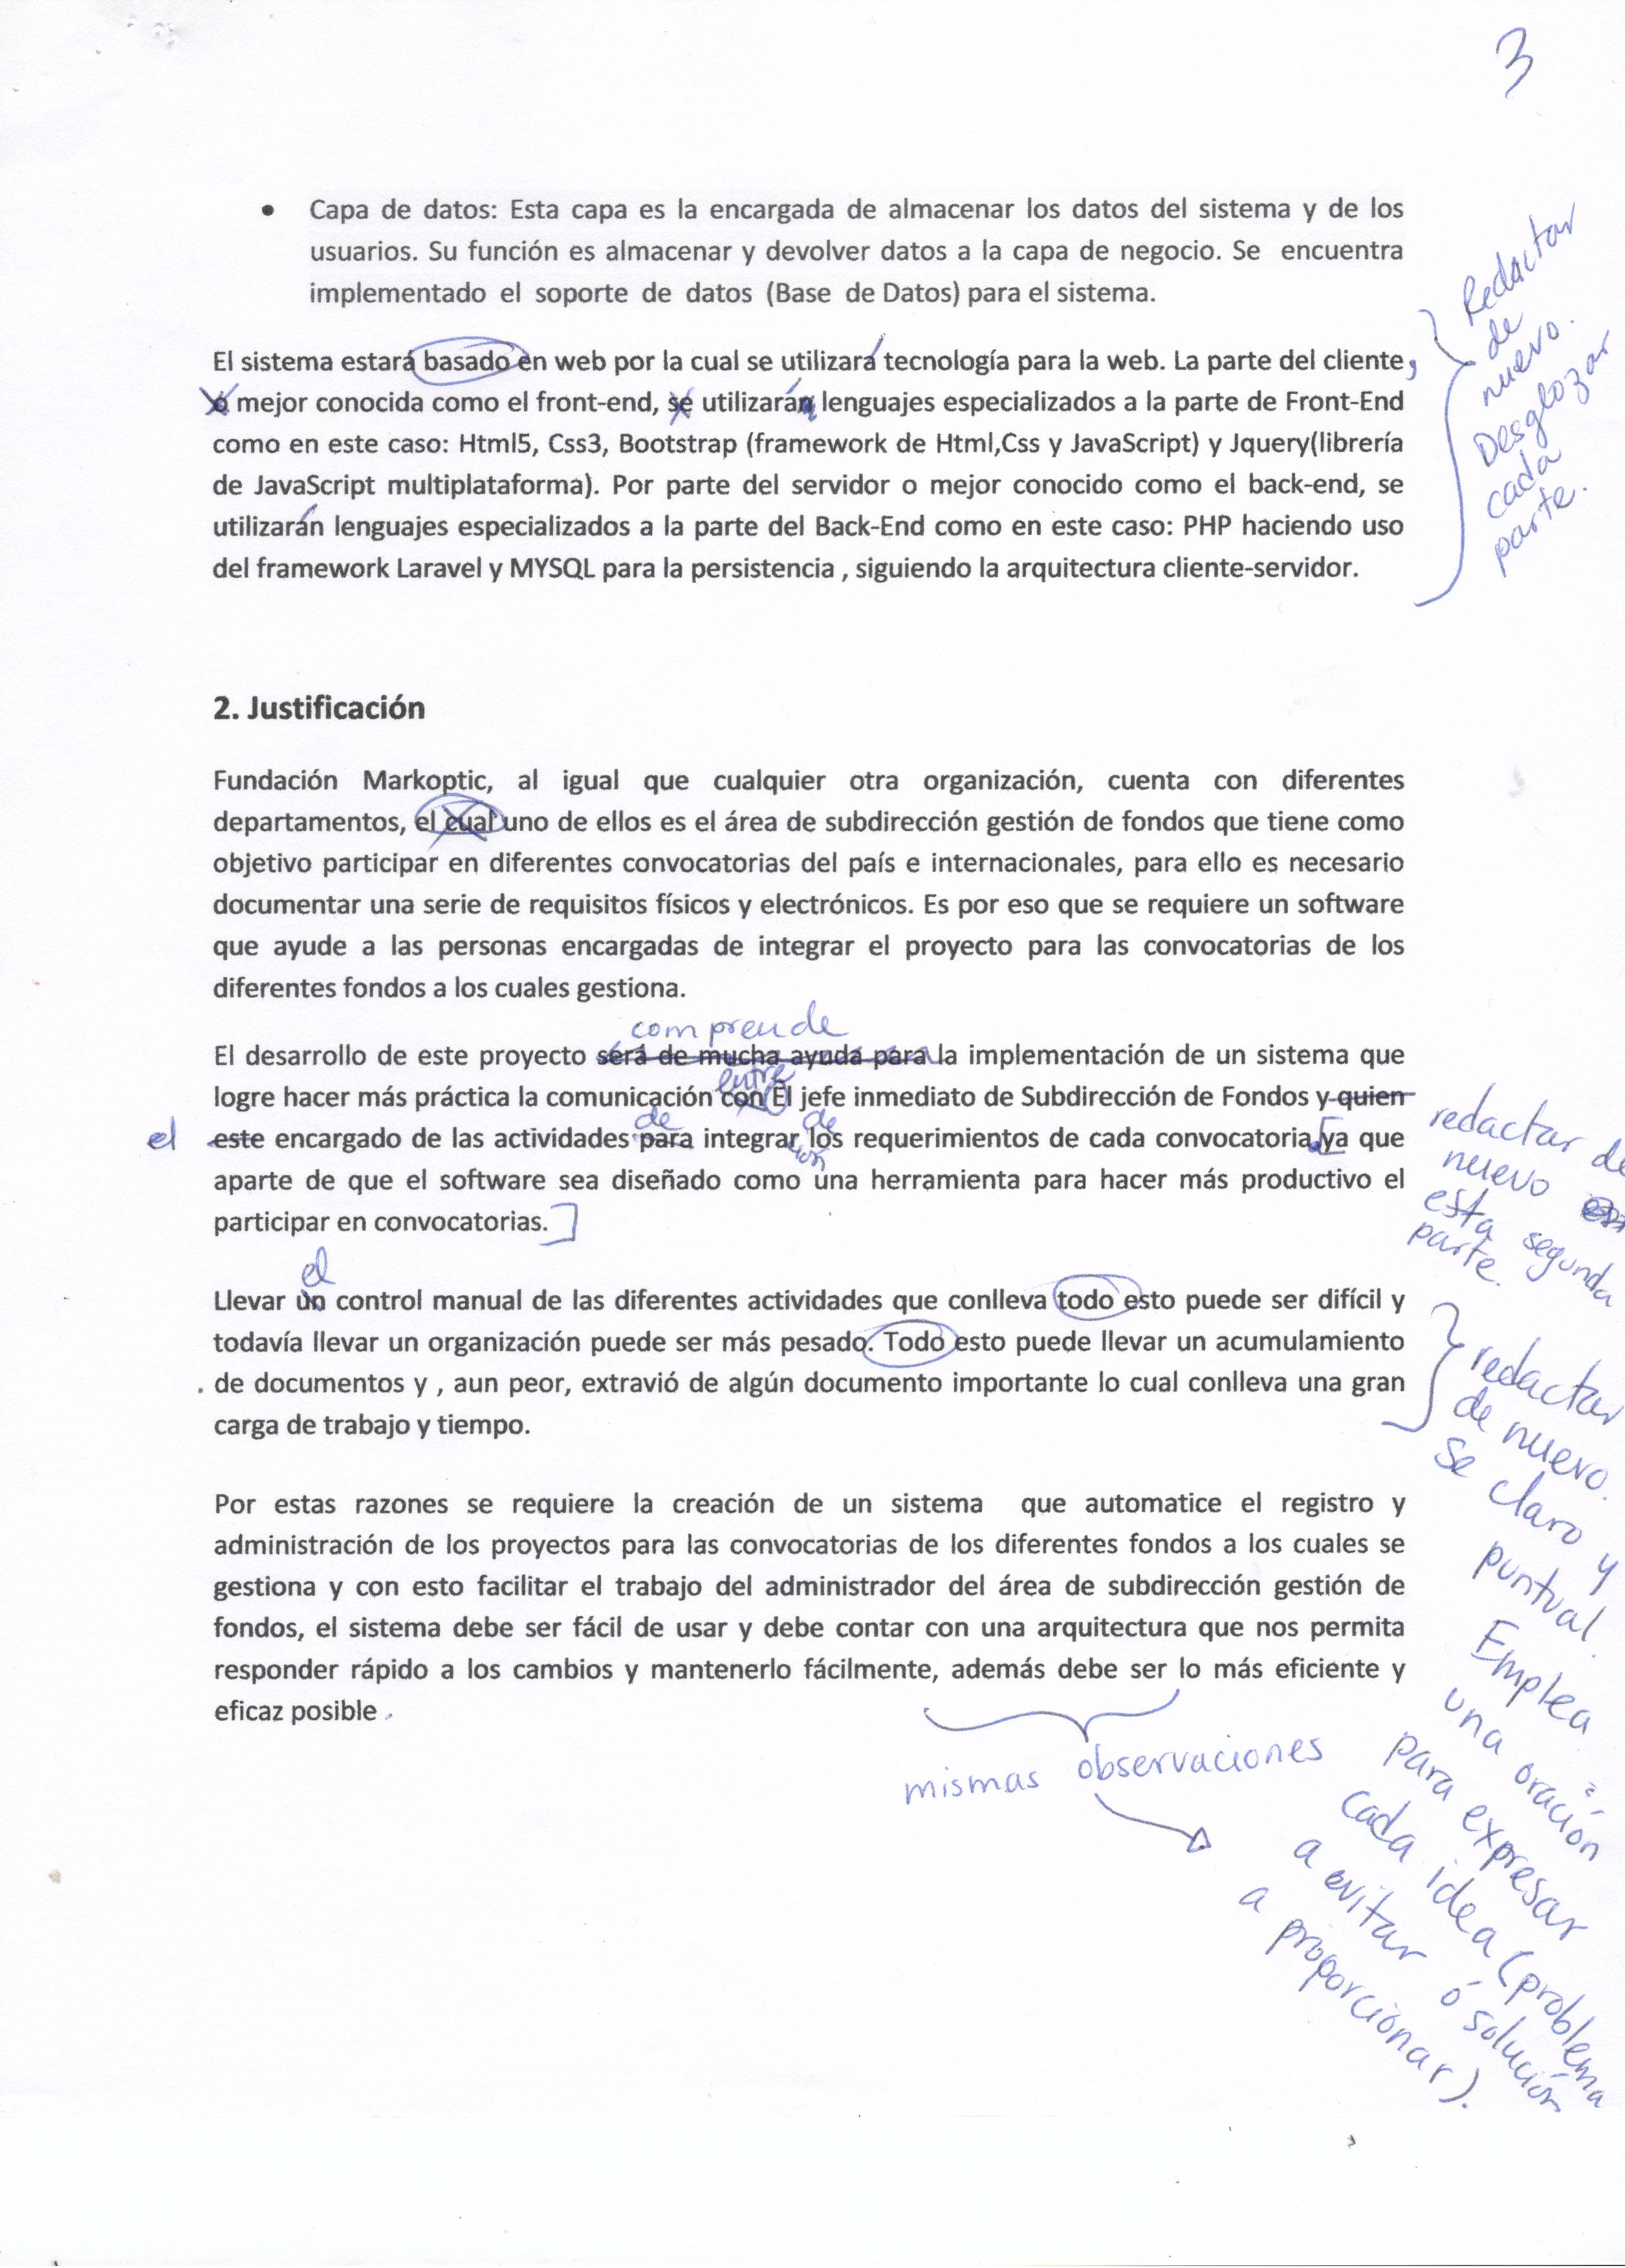 3
• Capa de datos: Esta capa es la encargada de almacenar los datos del sistema y de los
usuarios. Su función es almacenar y devolver datos a la capa de negocio. Se encuentra
implementado el soporte de datos (Base de Datos) para el sistema.
El sistema estará basado en web por la cual se utilizará tecnología para la web. La parte del cliente,
o mejor conocida como el front-end, se utilizarán lenguajes especializados a la parte de Front-End
como en este caso: Html5, Css3, Bootstrap (framework de Html,Css y JavaScript) y Jquery(librería
de JavaScript multiplataforma). Por parte del servidor o mejor conocido como el back-end, se
utilizarán lenguajes especializados a la parte del Back-End como en este caso: PHP haciendo uso
del framework Laravel y MYSQL para la persistencia , siguiendo la arquitectura cliente-servidor.
Redactar
de
nuevo.
Desglozar
cada
parte.
2. Justificación
Fundación Markoptic, al igual que cualquier otra organización, cuenta con diferentes
departamentos, el cual uno de ellos es el área de subdirección gestión de fondos que tiene como
objetivo participar en diferentes convocatorias del país e internacionales, para ello es necesario
documentar una serie de requisitos físicos y electrónicos. Es por eso que se requiere un software
que ayude a las personas encargadas de integrar el proyecto para las convocatorias de los
diferentes fondos a los cuales gestiona.
comprende
El desarrollo de este proyecto será de mucha ayuda para la implementación de un sistema que
entre
logre hacer más práctica la comunicación con El jefe inmediato de Subdirección de Fondos y quien
de de
el este encargado de las actividades para integrar los requerimientos de cada convocatoria, ya que
ión
aparte de que el software sea diseñado como una herramienta para hacer más productivo el
participar en convocatorias.
redactar de
nuevo
esta segunda
parte.
el
Llevar un control manual de las diferentes actividades que conlleva todo esto puede ser difícil y
todavía llevar un organización puede ser más pesado. Todo esto puede llevar un acumulamiento
de documentos y , aun peor, extravió de algún documento importante lo cual conlleva una gran
carga de trabajo y tiempo.
redactar
de nuevo.
se claro y
puntual.
Emplea
una oración
para expresar
cada idea (problema
a evitar ó solución
a proporcionar).
Por estas razones se requiere la creación de un sistema que automatice el registro y
administración de los proyectos para las convocatorias de los diferentes fondos a los cuales se
gestiona y con esto facilitar el trabajo del administrador del área de subdirección gestión de
fondos, el sistema debe ser fácil de usar y debe contar con una arquitectura que nos permita
responder rápido a los cambios y mantenerlo fácilmente, además debe ser lo más eficiente y
eficaz posible .
mismas observaciones